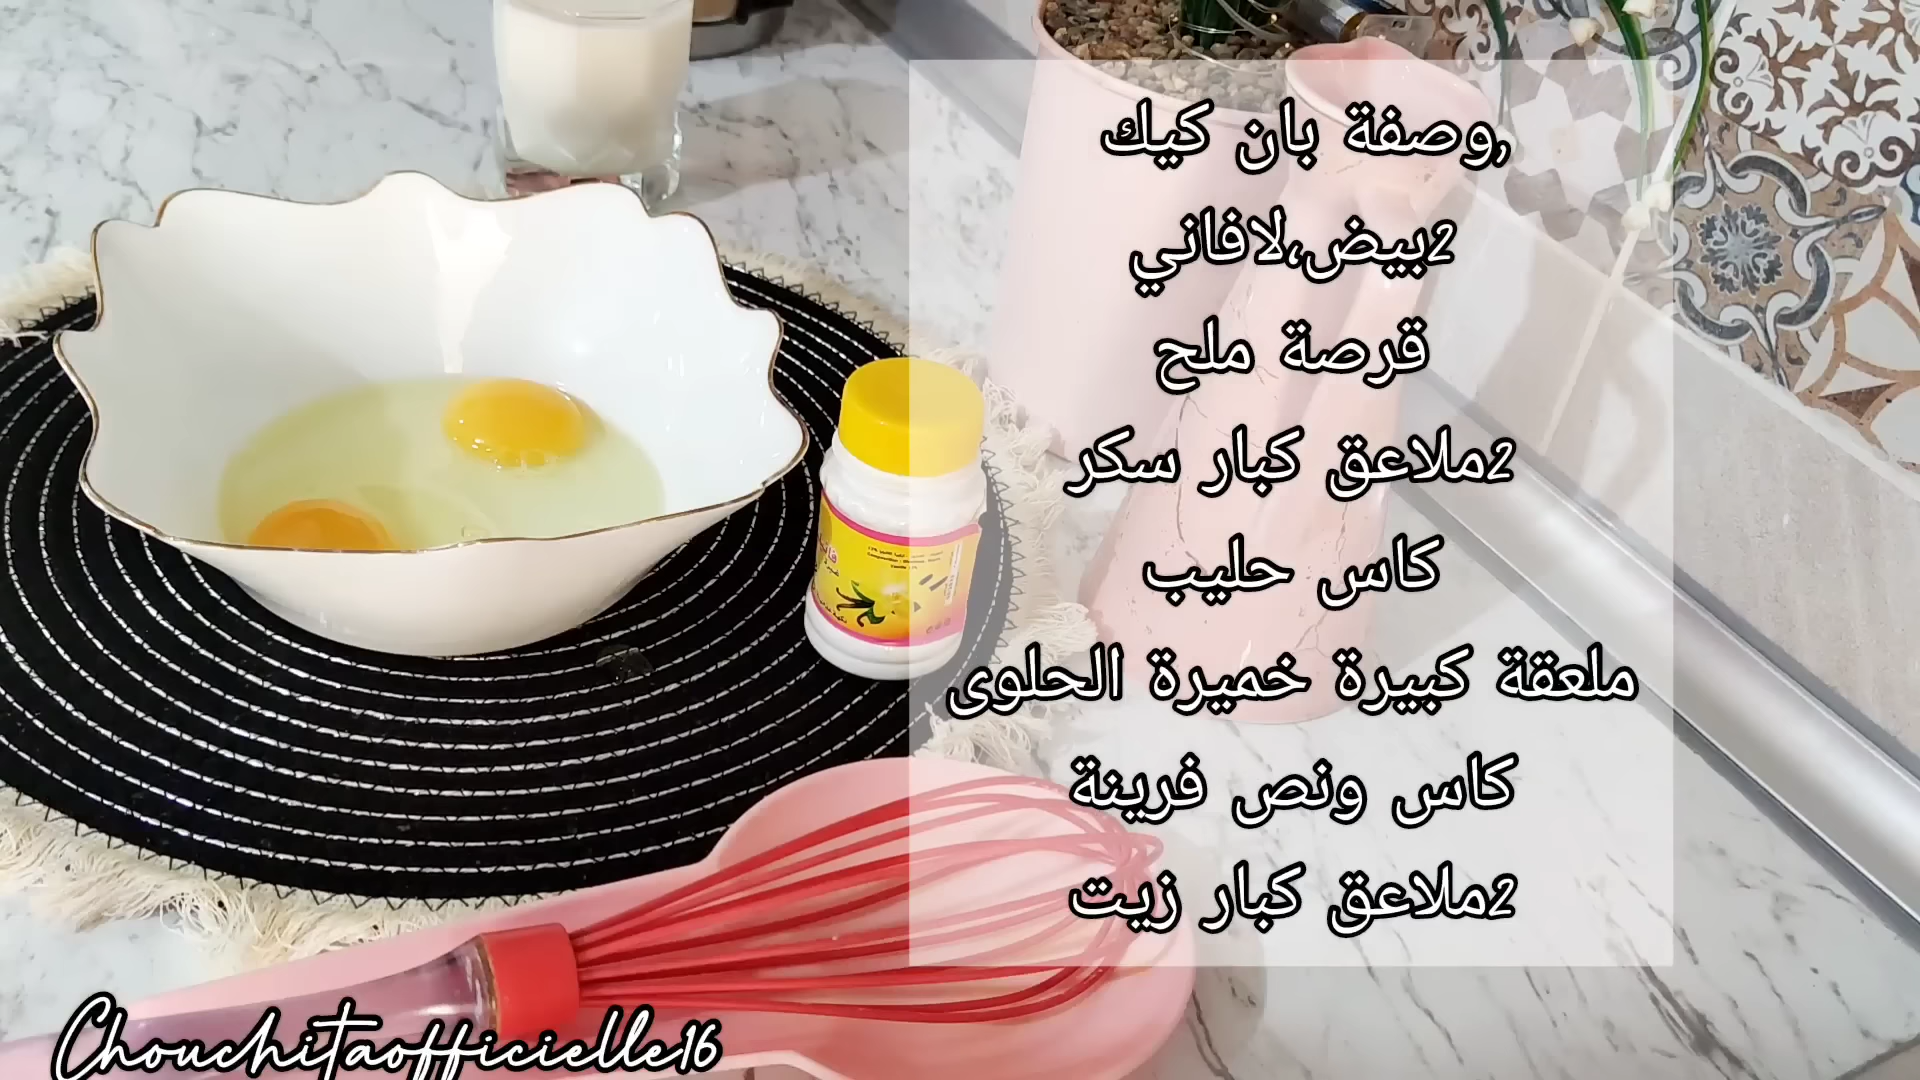 وصفة بان كيك,
2بيض،لافاني
قرصة ملح
2ملاعق كبار سكر
كاس حليب
ملعقة كبيرة خميرة الحلوى
كاس ونص فرينة
2ملاعق كبار زيت
Chouchitaofficielle16